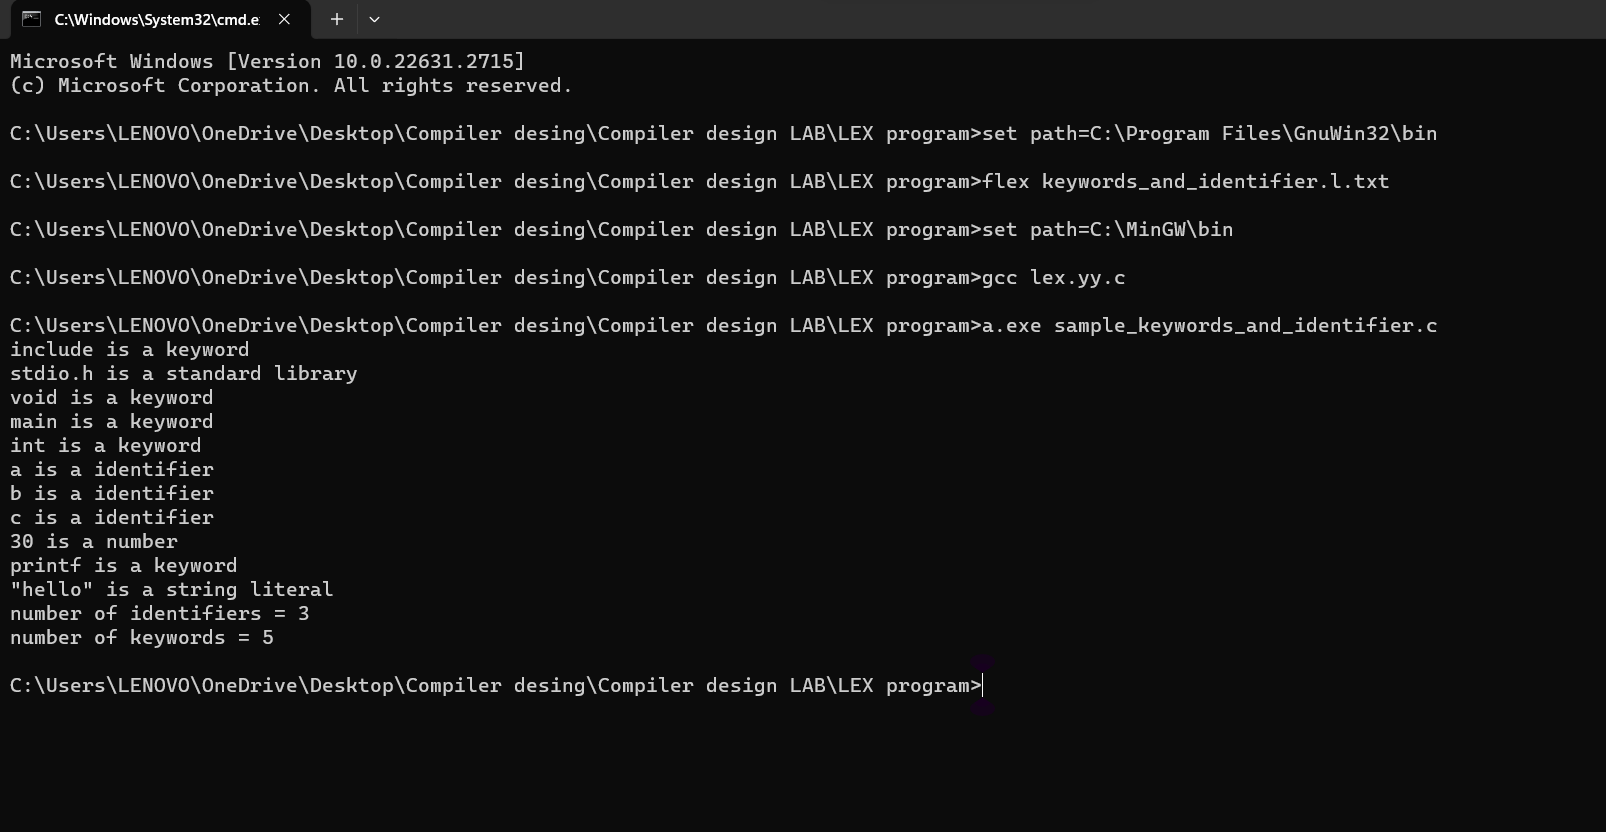 C:\Windows\System32\cmd.e
Microsoft Windows [Version 10.0.22631.2715]
(c) Microsoft Corporation. All rights reserved.
C:\Users\LENOVO\OneDrive\Desktop\Compiler desing\Compiler design LAB\LEX program>set path=C:\Program Files\GnuWin32\bin
C:\Users\LENOVO\OneDrive\Desktop\Compiler desing\Compiler design LAB\LEX program>flex keywords_and_identifier.l.txt
C:\Users\LENOVO\OneDrive\Desktop\Compiler desing\Compiler design LAB\LEX program>set path=C:\MinGW\bin
C:\Users\LENOVO\OneDrive\Desktop\Compiler desing\Compiler design LAB\LEX program>gcc lex.yy.c
C:\Users\LENOVO\OneDrive\Desktop\Compiler desing\Compiler design LAB\LEX program>a.exe sample_keywords_and_identifier.c
include is a keyword
stdio.h is a standard library
void is a keyword
main is a keyword
int is a keyword
a is a identifier
b is a identifier
c is a identifier
30 is a number
printf is a keyword
"hello" is a string literal
number of identifiers = 3
number of keywords = 5
C:\Users\LENOVO\OneDrive\Desktop\Compiler desing\Compiler design LAB\LEX program>